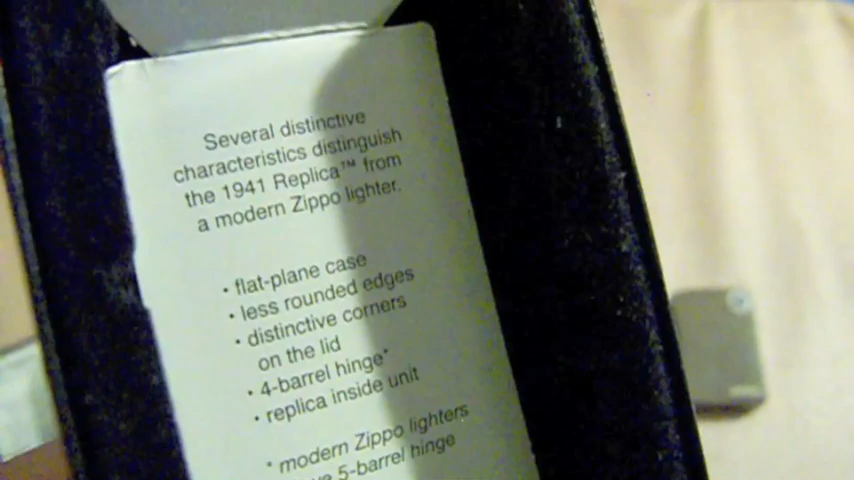 Several distinctive
characteristics distinguish
the 1941 Replica™ from
a modern Zippo lighter.
• flat-plane case
• less rounded edges
• distinctive corners
on the lid
• 4-barrel hinge*
• replica inside unit
* modern Zippo lighters
5-barrel hinge